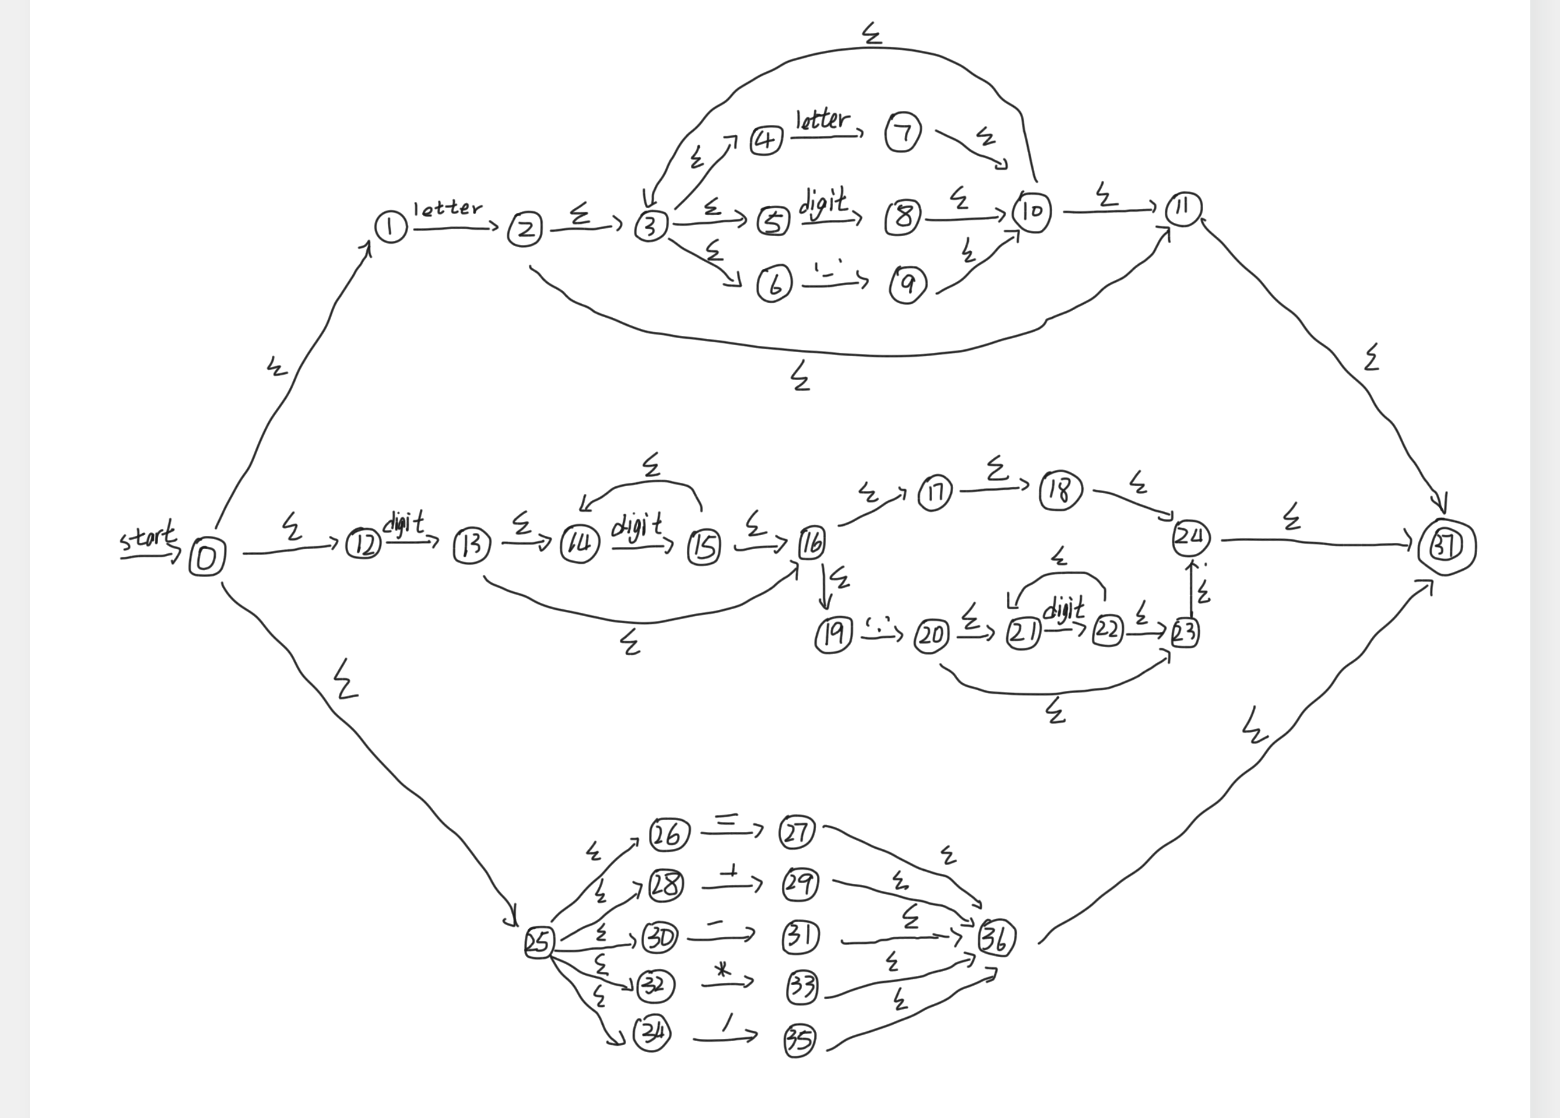 ε
4 letter 7 ε
ε
1 letter 2 ε 3 ε 5 digit 8 ε 10 ε 11
ε 6 '_' 9 ε
ε
ε
ε
start 0 ε 12 digit 13 ε 14 digit 15 ε 16 ε 17 ε 18 ε 24 ε 37
ε
ε
ε 19 '.' 20 ε 21 digit 22 ε 23 ε
ε
ε
ε
ε
ε
25 ε 26 = 27 ε
ε 28 + 29 ε
ε 30 - 31 ε 36
ε 32 * 33 ε
ε 34 / 35 ε